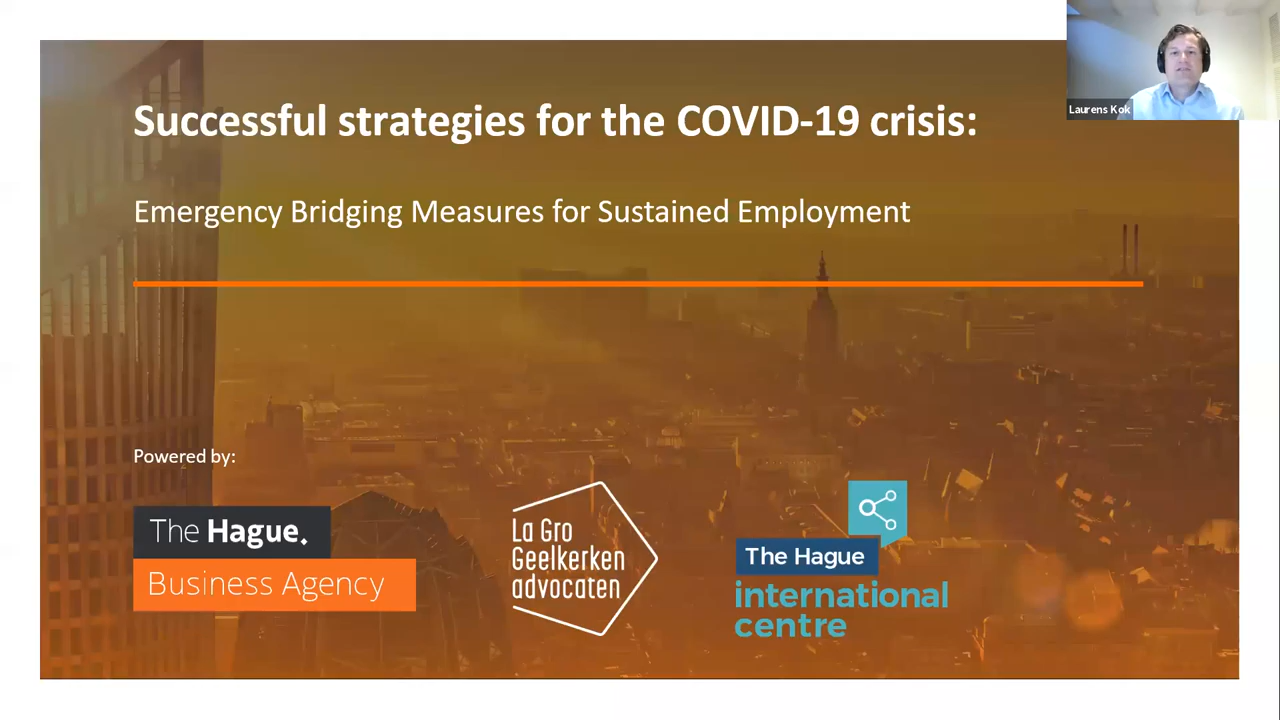 Laurens Kok
Successful strategies for the COVID-19 crisis:
Emergency Bridging Measures for Sustained Employment
Powered by:
The Hague.
Business Agency
La Gro
Geelkerken
advocaten
The Hague
international
centre